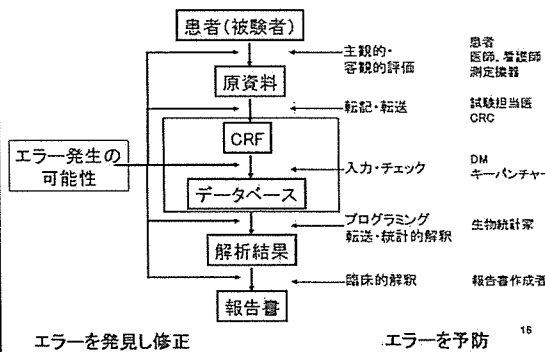 患者(被験者)
主観的・
客観的評価
患者
医師、看護師
測定機器
原資料
転記・転送
試験担当医
CRC
CRF
エラー発生の
可能性
入力・チェック
DM
キーパンチャー
データベース
プログラミング
転送・統計的解釈
生物統計家
解析結果
臨床的解釈
報告書作成者
報告書
エラーを発見し修正
エラーを予防
16